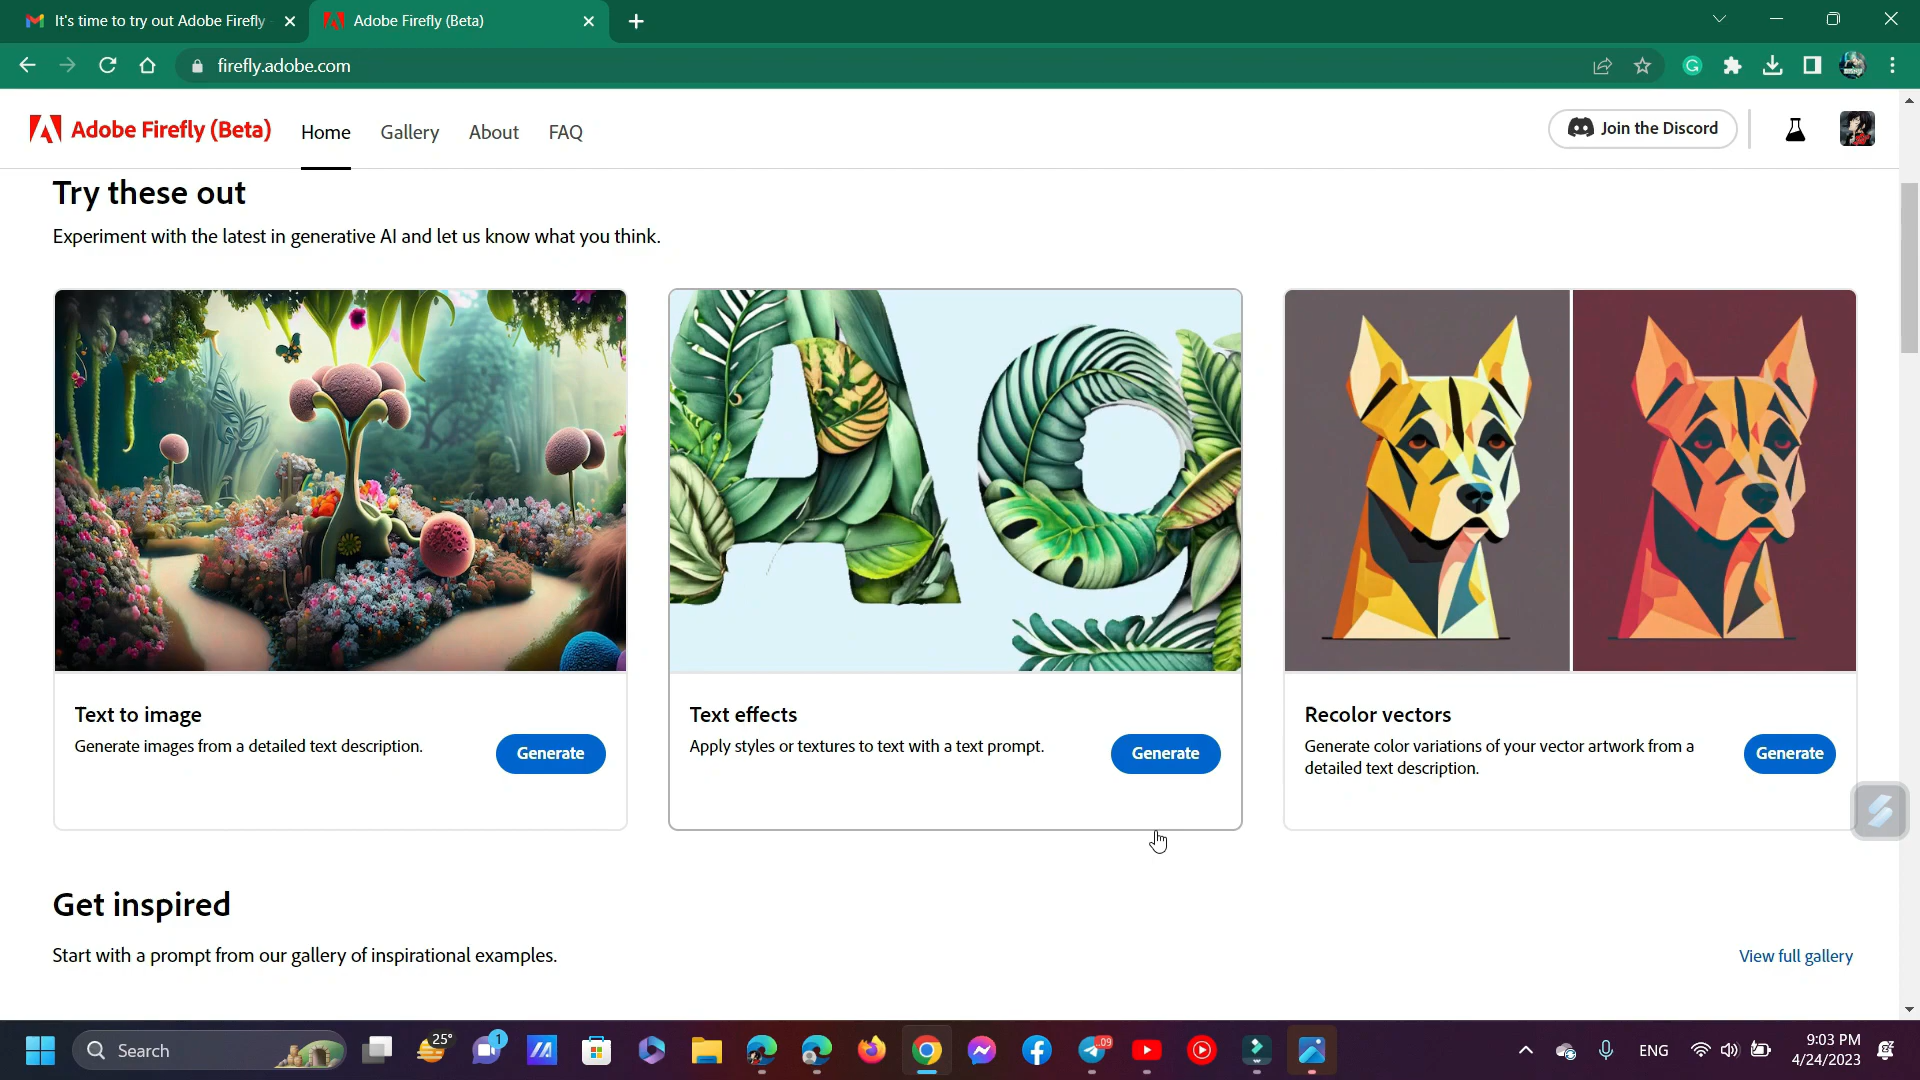 It's time to try out Adobe Firefly
Adobe Firefly (Beta)
firefly.adobe.com
Adobe Firefly (Beta)
Home
Gallery
About
FAQ
Join the Discord
Try these out
Experiment with the latest in generative AI and let us know what you think.
Ag
Text to image
Generate images from a detailed text description.
Generate
Text effects
Apply styles or textures to text with a text prompt.
Generate
Recolor vectors
Generate color variations of your vector artwork from a
detailed text description.
Generate
Get inspired
Start with a prompt from our gallery of inspirational examples.
View full gallery
Search
25°
1
.09
ENG
9:03 PM
4/24/2023